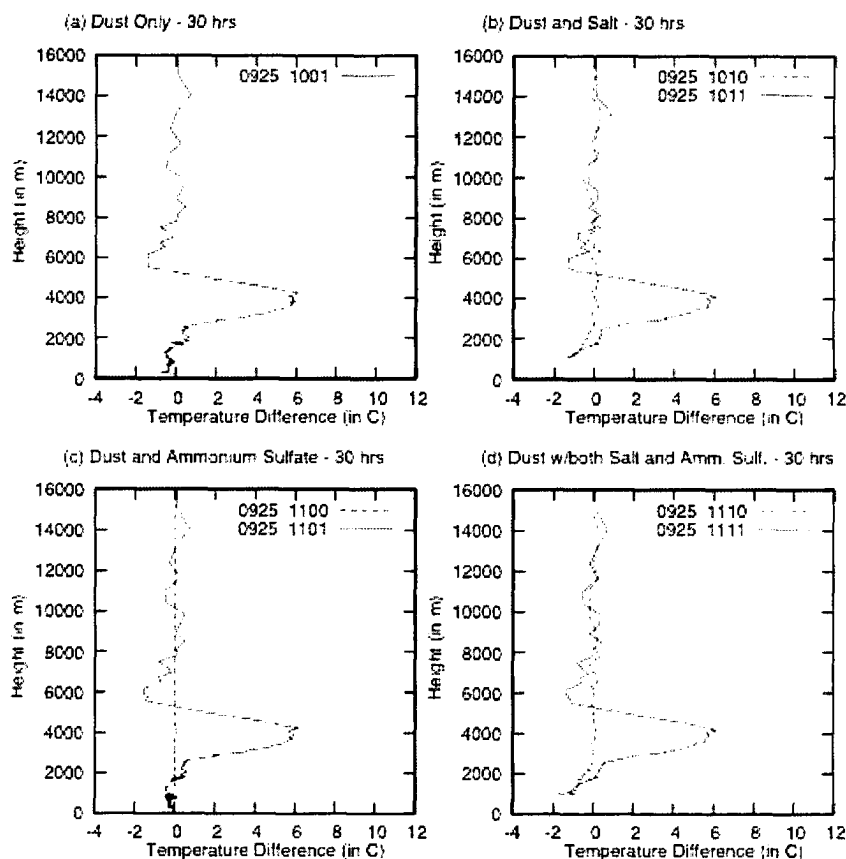 (a) Dust Only - 30 hrs
16000
14000
12000
10000
8000
6000
4000
2000
0
Height (in m)
0925 1001
-4 -2 0 2 4 6 8 10 12
Temperature Difference (in C)
(b) Dust and Salt - 30 hrs
16000
14000
12000
10000
8000
6000
4000
2000
0
Height (in m)
0925 1010
0925 1011
-4 -2 0 2 4 6 8 10 12
Temperature Difference (in C)
(c) Dust and Ammonium Sulfate - 30 hrs
16000
14000
12000
10000
8000
6000
4000
2000
0
Height (in m)
0925 1100
0925 1101
-4 -2 0 2 4 6 8 10 12
Temperature Difference (in C)
(d) Dust w/both Salt and Amm. Sulf. - 30 hrs
16000
14000
12000
10000
8000
6000
4000
2000
0
Height (in m)
0925 1110
0925 1111
-4 -2 0 2 4 6 8 10 12
Temperature Difference (in C)